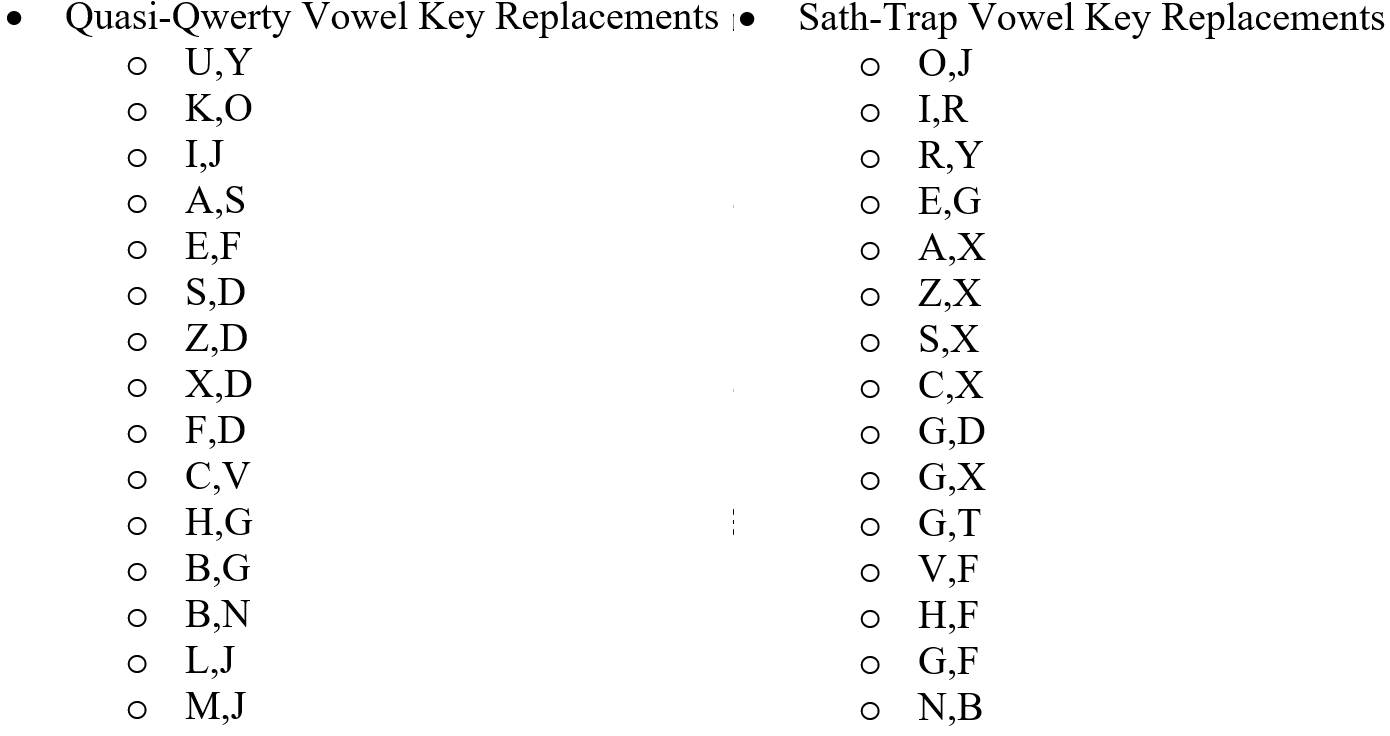 • Quasi-Qwerty Vowel Key Replacements
o U,Y
o K,O
o I,J
o A,S
o E,F
o S,D
o Z,D
o X,D
o F,D
o C,V
o H,G
o B,G
o B,N
o L,J
o M,J
• Sath-Trap Vowel Key Replacements
o O,J
o I,R
o R,Y
o E,G
o A,X
o Z,X
o S,X
o C,X
o G,D
o G,X
o G,T
o V,F
o H,F
o G,F
o N,B